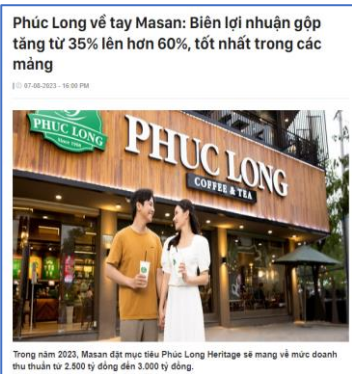 Phúc Long về tay Masan: Biên lợi nhuận gộp
tăng từ 35% lên hơn 60%, tốt nhất trong các
mảng
07-08-2023 - 16:00 PM
PHUC LONG
Since 1968
PHUC LONG
COFFEE & TEA
Trong năm 2023, Masan đặt mục tiêu Phúc Long Heritage sẽ mang về mức doanh
thu thuần từ 2.500 tỷ đồng đến 3.000 tỷ đồng.